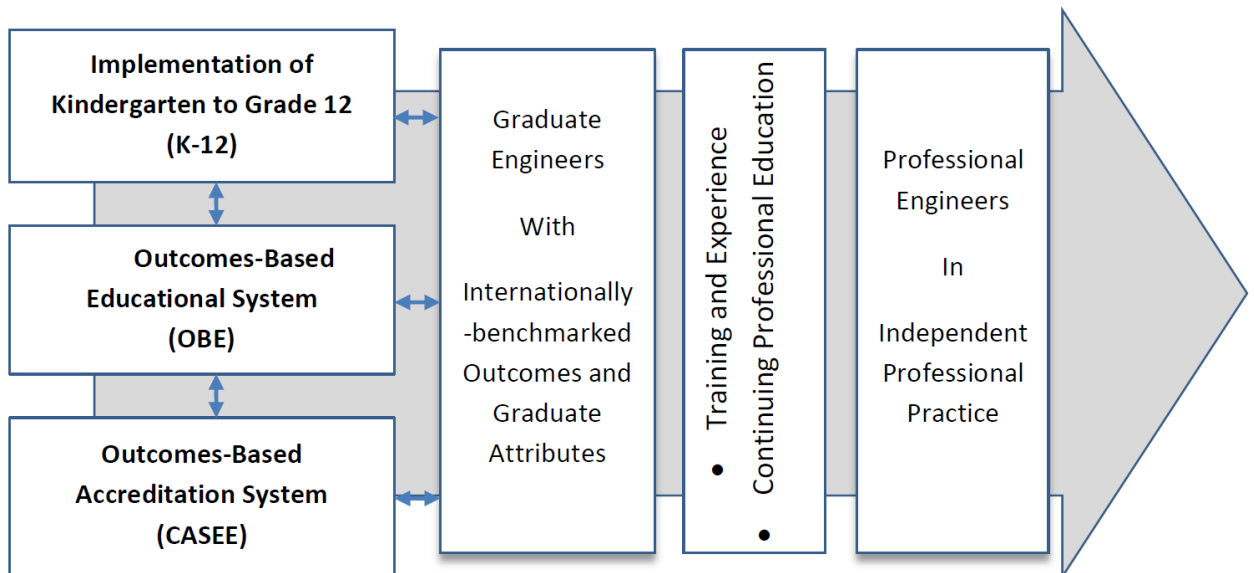 Implementation of
Kindergarten to Grade 12
(K-12)
Outcomes-Based
Educational System
(OBE)
Outcomes-Based
Accreditation System
(CASEE)
Graduate
Engineers
With
Internationally
-benchmarked
Outcomes and
Graduate
Attributes
• Training and Experience
• Continuing Professional Education
Professional
Engineers
In
Independent
Professional
Practice